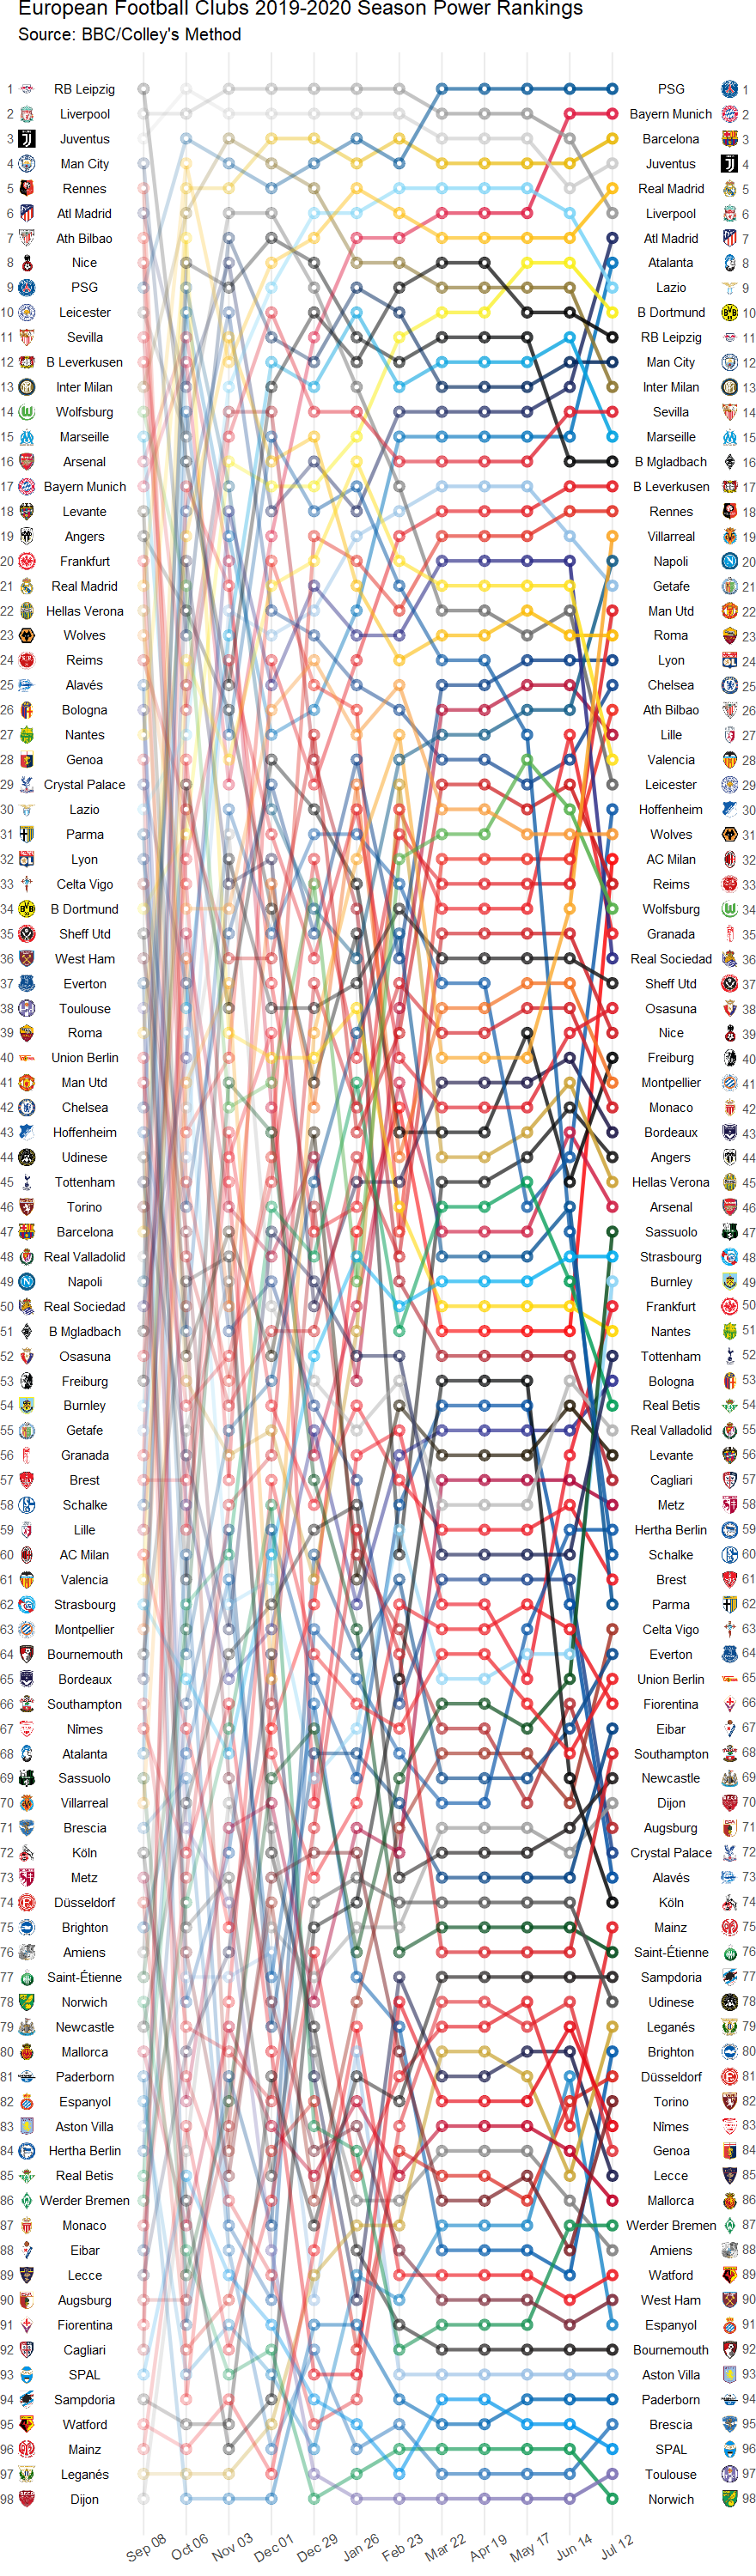 European Football Clubs 2019-2020 Season Power Rankings
Source: BBC/Colley's Method
1 RB Leipzig PSG 1
2 Liverpool Bayern Munich 2
3 Juventus Barcelona 3
4 Man City Juventus 4
5 Rennes Real Madrid 5
6 Atl Madrid Liverpool 6
7 Ath Bilbao Atl Madrid 7
8 Nice Atalanta 8
9 PSG Lazio 9
10 Leicester B Dortmund 10
11 Sevilla RB Leipzig 11
12 B Leverkusen Man City 12
13 Inter Milan Inter Milan 13
14 Wolfsburg Sevilla 14
15 Marseille Marseille 15
16 Arsenal B Mgladbach 16
17 Bayern Munich B Leverkusen 17
18 Levante Rennes 18
19 Angers Villarreal 19
20 Frankfurt Napoli 20
21 Real Madrid Getafe 21
22 Hellas Verona Man Utd 22
23 Wolves Roma 23
24 Reims Lyon 24
25 Alavés Chelsea 25
26 Bologna Ath Bilbao 26
27 Nantes Lille 27
28 Genoa Valencia 28
29 Crystal Palace Leicester 29
30 Lazio Hoffenheim 30
31 Parma Wolves 31
32 Lyon AC Milan 32
33 Celta Vigo Reims 33
34 B Dortmund Wolfsburg 34
35 Sheff Utd Granada 35
36 West Ham Real Sociedad 36
37 Everton Sheff Utd 37
38 Toulouse Osasuna 38
39 Roma Nice 39
40 Union Berlin Freiburg 40
41 Man Utd Montpellier 41
42 Chelsea Monaco 42
43 Hoffenheim Bordeaux 43
44 Udinese Angers 44
45 Tottenham Hellas Verona 45
46 Torino Arsenal 46
47 Barcelona Sassuolo 47
48 Real Valladolid Strasbourg 48
49 Napoli Burnley 49
50 Real Sociedad Frankfurt 50
51 B Mgladbach Nantes 51
52 Osasuna Tottenham 52
53 Freiburg Bologna 53
54 Burnley Real Betis 54
55 Getafe Real Valladolid 55
56 Granada Levante 56
57 Brest Cagliari 57
58 Schalke Metz 58
59 Lille Hertha Berlin 59
60 AC Milan Schalke 60
61 Valencia Brest 61
62 Strasbourg Parma 62
63 Montpellier Celta Vigo 63
64 Bournemouth Everton 64
65 Bordeaux Union Berlin 65
66 Southampton Fiorentina 66
67 Nîmes Eibar 67
68 Atalanta Southampton 68
69 Sassuolo Newcastle 69
70 Villarreal Dijon 70
71 Brescia Augsburg 71
72 Köln Crystal Palace 72
73 Metz Alavés 73
74 Düsseldorf Köln 74
75 Brighton Mainz 75
76 Amiens Saint-Étienne 76
77 Saint-Étienne Sampdoria 77
78 Norwich Udinese 78
79 Newcastle Leganés 79
80 Mallorca Brighton 80
81 Paderborn Düsseldorf 81
82 Espanyol Torino 82
83 Aston Villa Nîmes 83
84 Hertha Berlin Genoa 84
85 Real Betis Lecce 85
86 Werder Bremen Mallorca 86
87 Monaco Werder Bremen 87
88 Eibar Amiens 88
89 Lecce Watford 89
90 Augsburg West Ham 90
91 Fiorentina Espanyol 91
92 Cagliari Bournemouth 92
93 SPAL Aston Villa 93
94 Sampdoria Paderborn 94
95 Watford Brescia 95
96 Mainz SPAL 96
97 Leganés Toulouse 97
98 Dijon Norwich 98
Sep 08 Oct 06 Nov 03 Dec 01 Dec 29 Jan 26 Feb 23 Mar 22 Apr 19 May 17 Jun 14 Jul 12